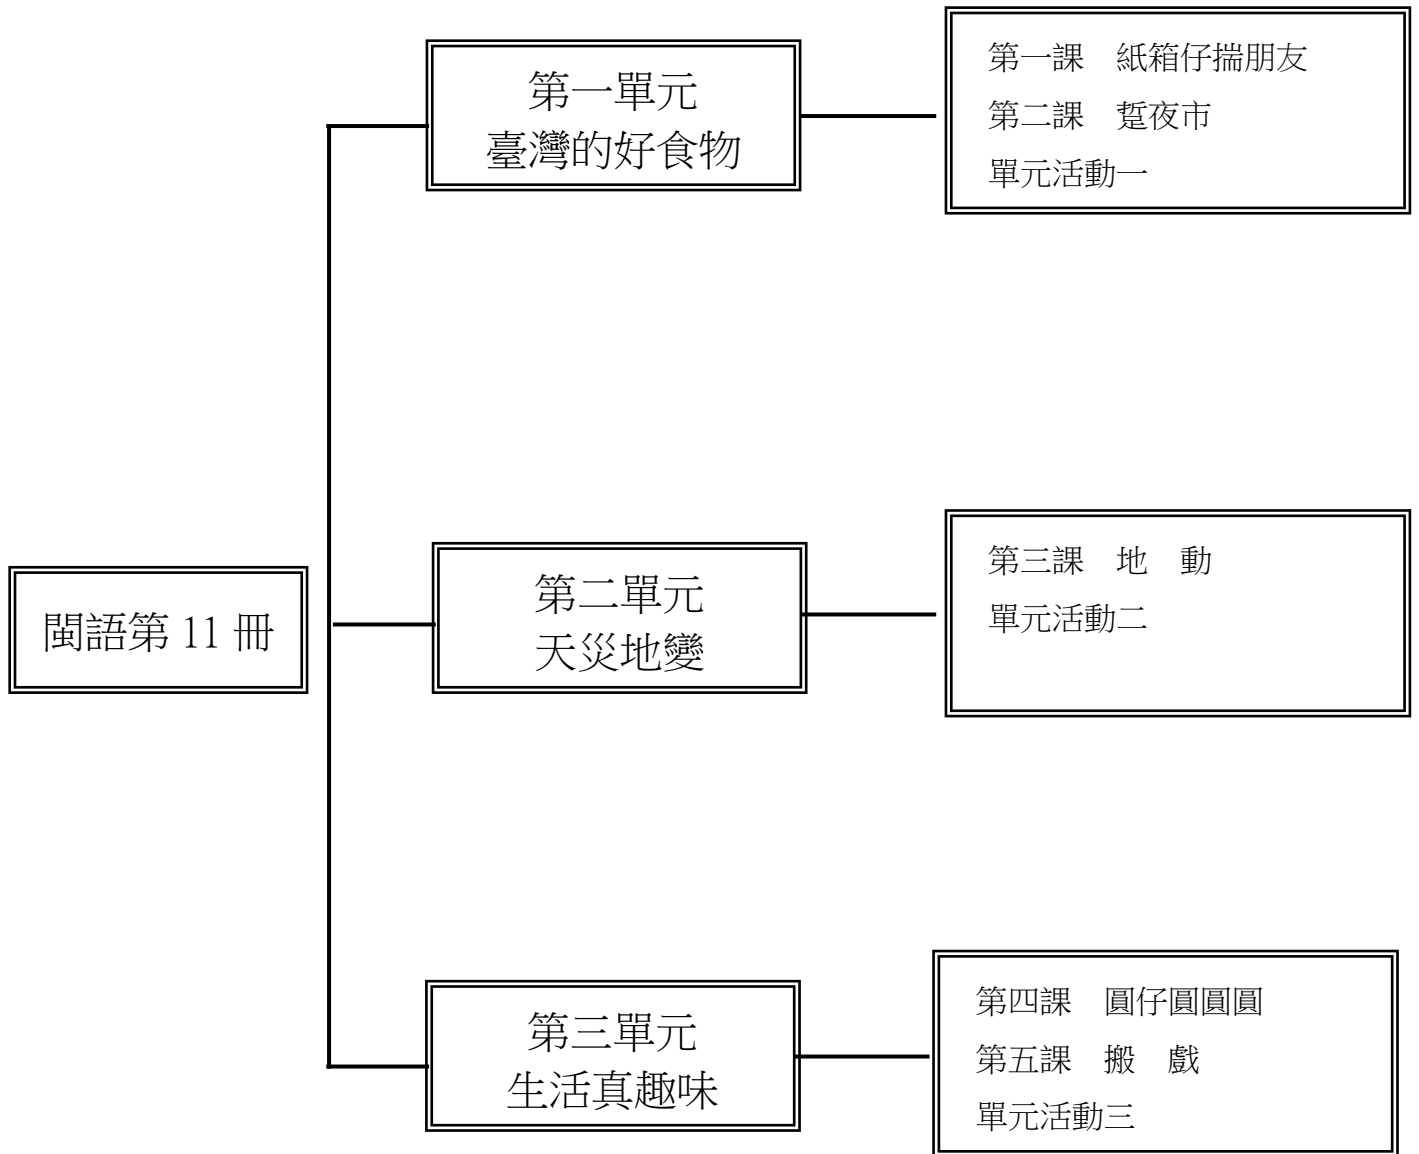 第一單元
臺灣的好食物
第一課　紙箱仔揣朋友
第二課　踅夜市
單元活動一
閩語第 11 冊
第二單元
天災地變
第三課　地　動
單元活動二
第三單元
生活真趣味
第四課　圓仔圓圓圓
第五課　搬　戲
單元活動三